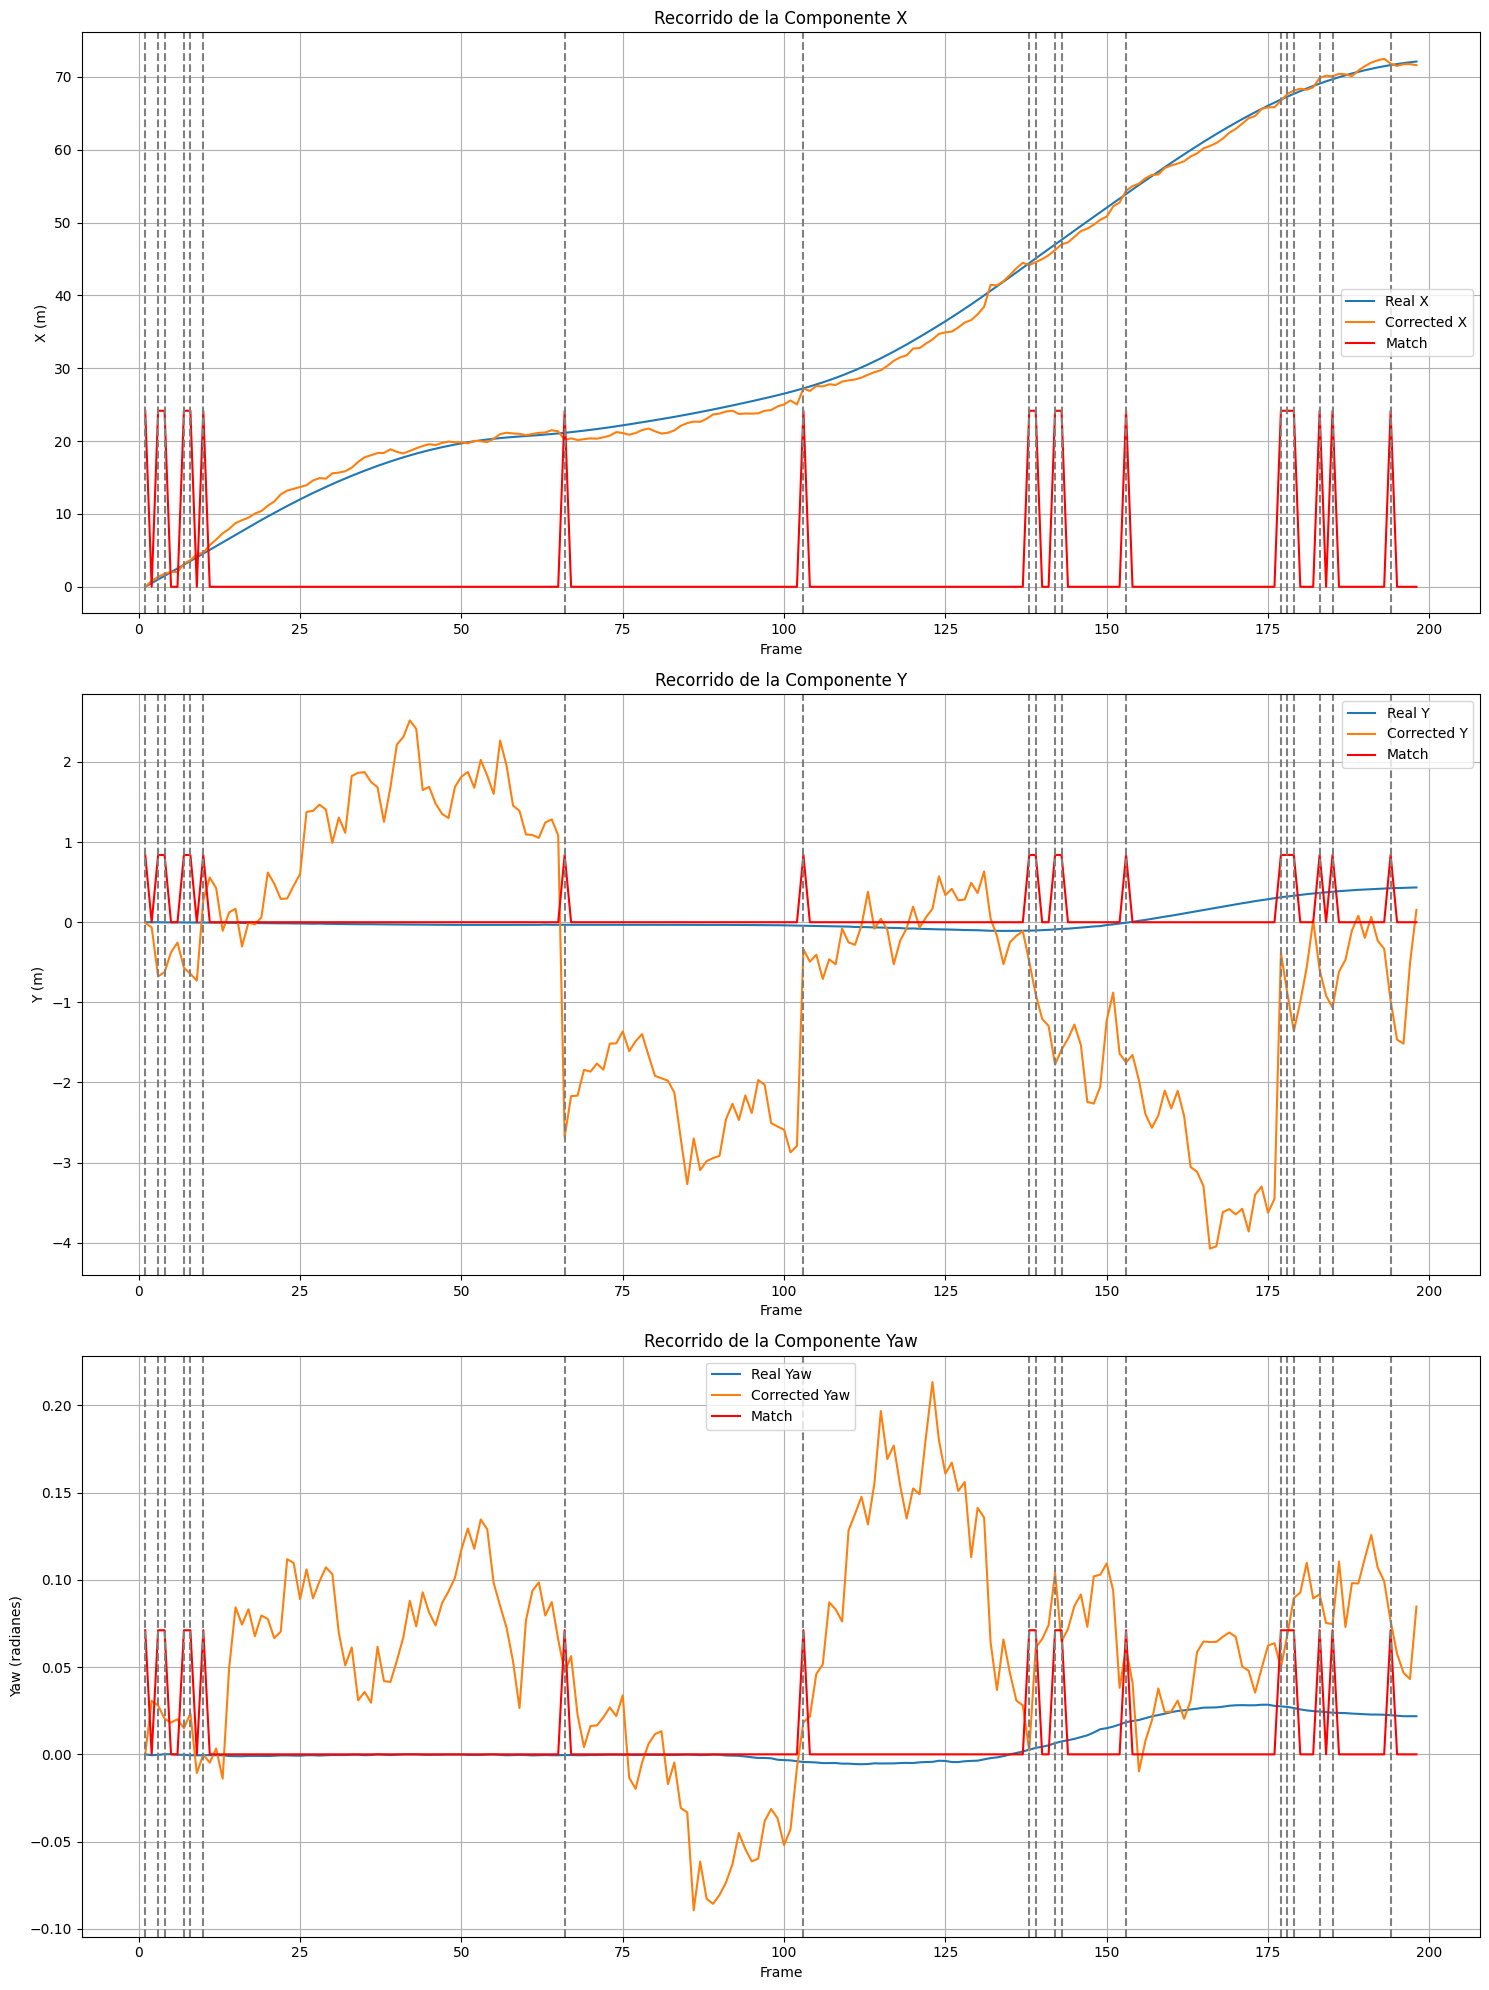 Recorrido de la Componente X
70
60
50
40
30
20
10
0
X (m)
Real X
Corrected X
Match
0 25 50 75 100 125 150 175 200
Frame
Recorrido de la Componente Y
2
1
0
−1
−2
−3
−4
Y (m)
Real Y
Corrected Y
Match
0 25 50 75 100 125 150 175 200
Frame
Recorrido de la Componente Yaw
0.20
0.15
0.10
0.05
0.00
−0.05
−0.10
Yaw (radianes)
Real Yaw
Corrected Yaw
Match
0 25 50 75 100 125 150 175 200
Frame